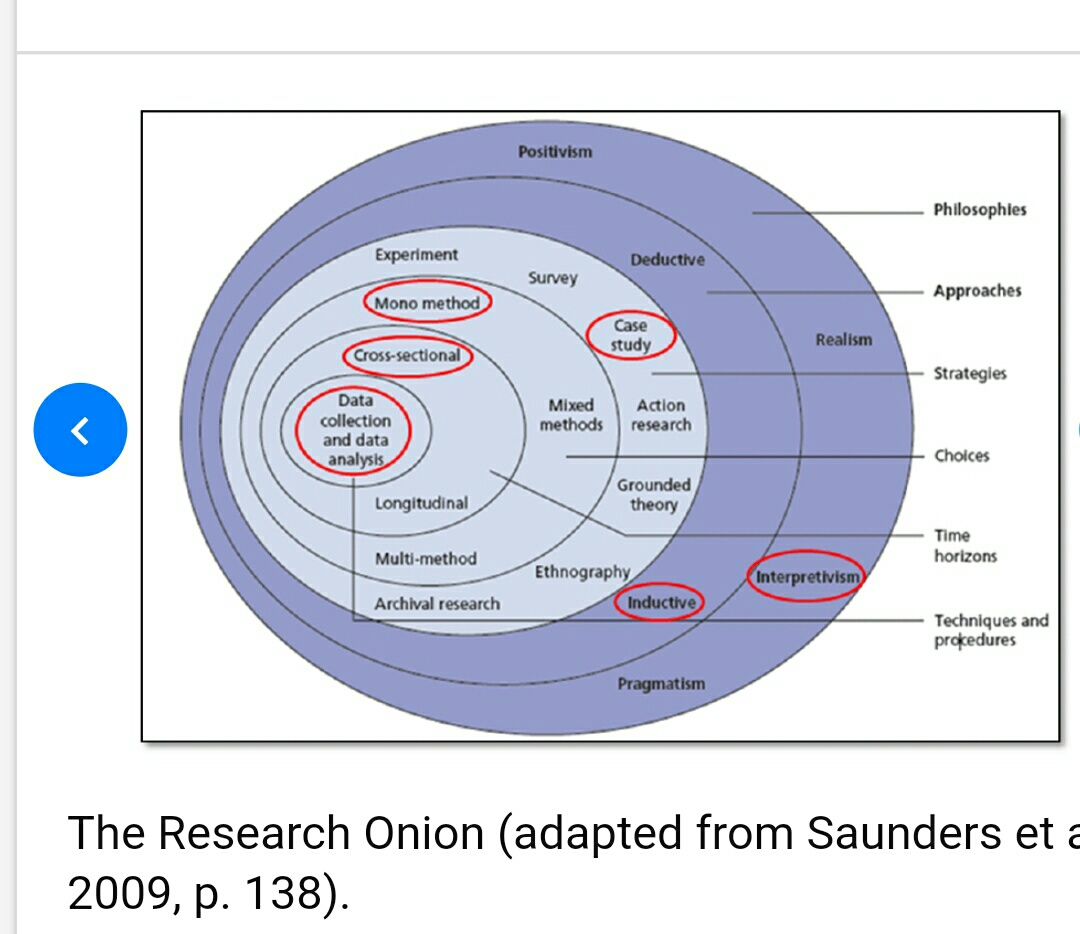 Positivism
Philosophies
Experiment
Deductive
Survey
Approaches
Mono method
Case
study
Realism
Cross-sectional
Strategies
Data
collection
and data
analysis
Mixed
methods
Action
research
Choices
Longitudinal
Grounded
theory
Time
horizons
Multi-method
Ethnography
Interpretivism
Archival research
Inductive
Techniques and
procedures
Pragmatism
The Research Onion (adapted from Saunders et a
2009, p. 138).